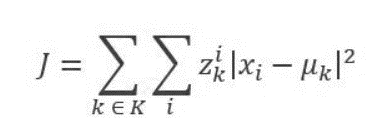 J = ∑_{k ∈ K} ∑_{i} z_k^i |x_i − μ_k|^2